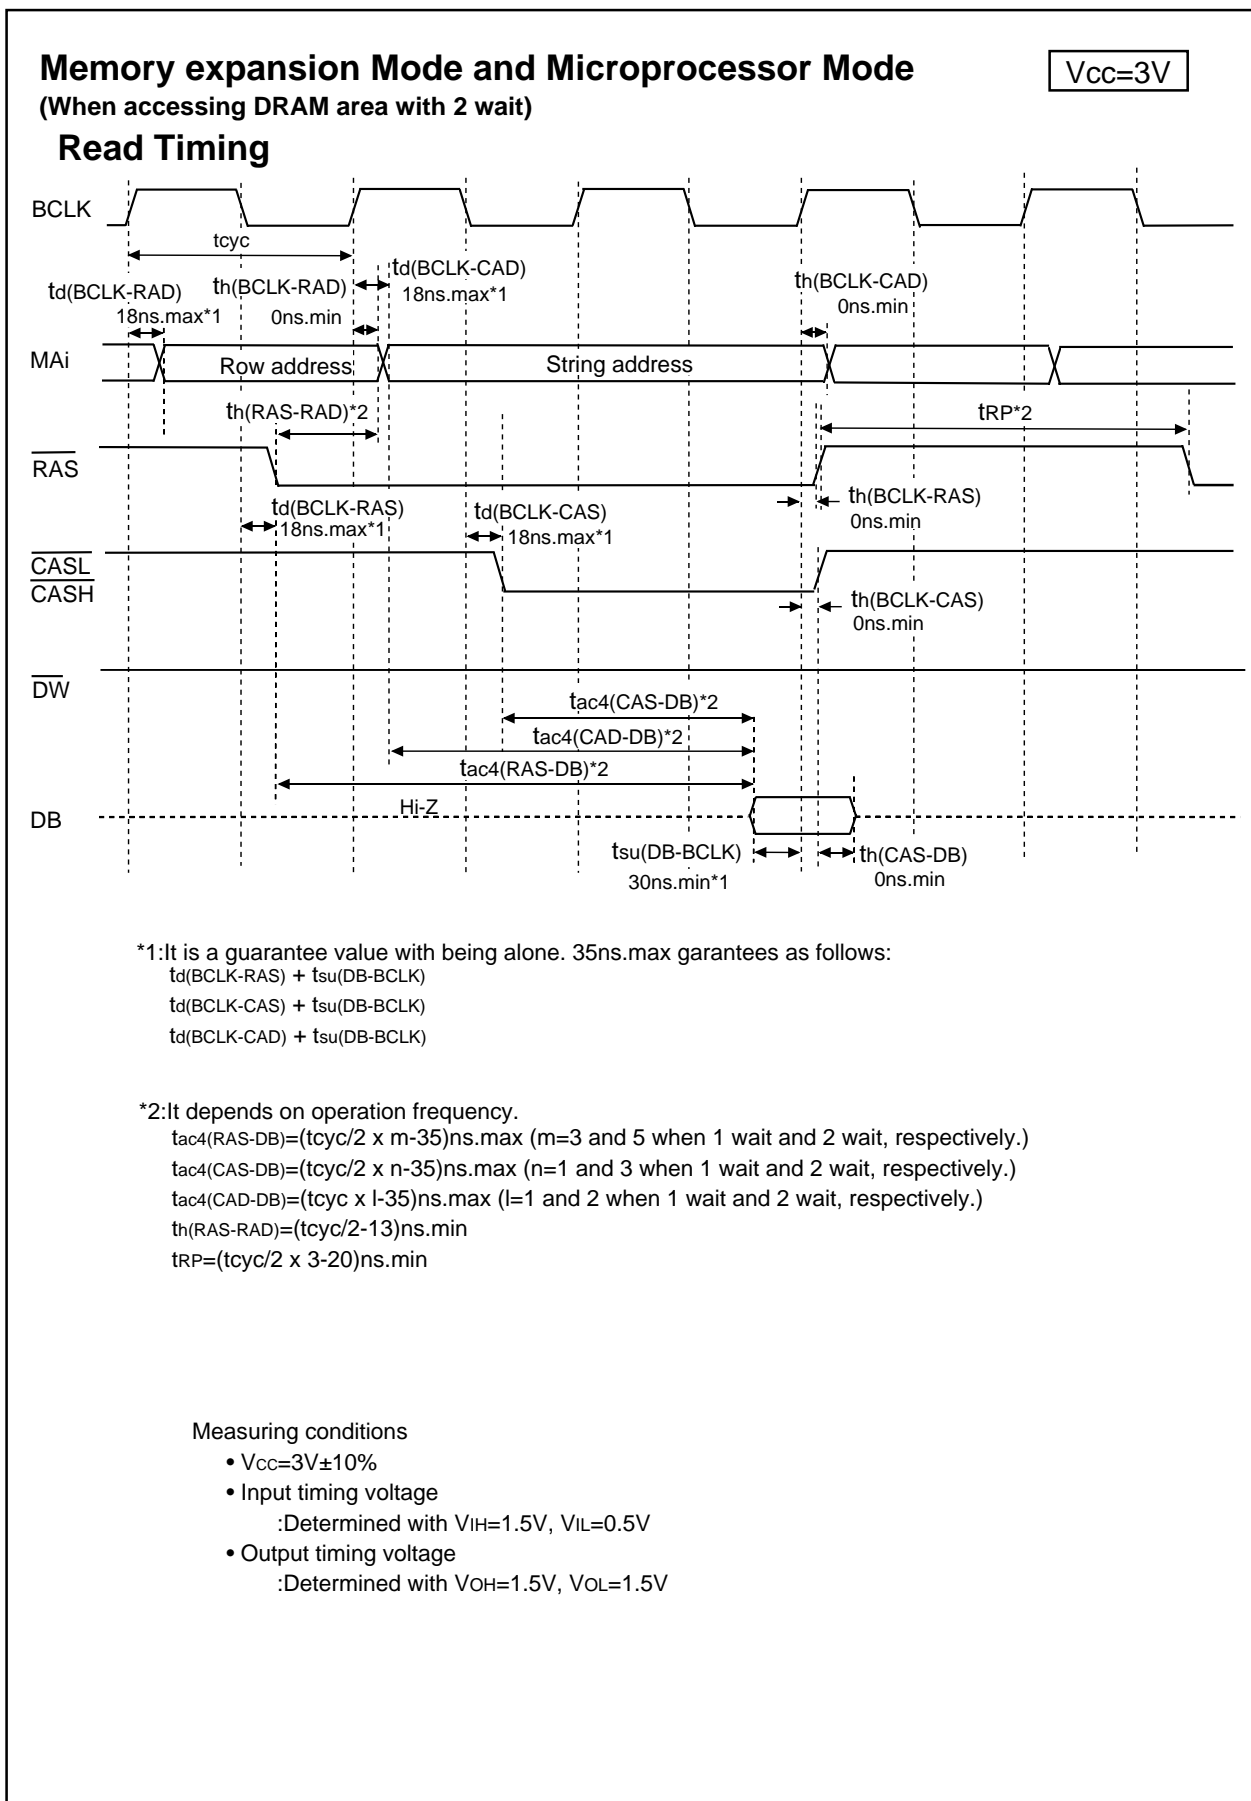 Memory expansion Mode and Microprocessor Mode
Vcc=3V
(When accessing DRAM area with 2 wait)
Read Timing
BCLK
tcyc
td(BCLK-RAD)
18ns.max*1
th(BCLK-RAD)
0ns.min
td(BCLK-CAD)
18ns.max*1
th(BCLK-CAD)
0ns.min
MAi
Row address
String address
th(RAS-RAD)*2
tRP*2
RAS
td(BCLK-RAS)
18ns.max*1
td(BCLK-CAS)
18ns.max*1
th(BCLK-RAS)
0ns.min
CASL
CASH
th(BCLK-CAS)
0ns.min
DW
tac4(CAS-DB)*2
tac4(CAD-DB)*2
tac4(RAS-DB)*2
Hi-Z
DB
tsu(DB-BCLK)
30ns.min*1
th(CAS-DB)
0ns.min
*1:It is a guarantee value with being alone. 35ns.max garantees as follows:
td(BCLK-RAS) + tsu(DB-BCLK)
td(BCLK-CAS) + tsu(DB-BCLK)
td(BCLK-CAD) + tsu(DB-BCLK)
*2:It depends on operation frequency.
tac4(RAS-DB)=(tcyc/2 x m-35)ns.max (m=3 and 5 when 1 wait and 2 wait, respectively.)
tac4(CAS-DB)=(tcyc/2 x n-35)ns.max (n=1 and 3 when 1 wait and 2 wait, respectively.)
tac4(CAD-DB)=(tcyc x l-35)ns.max (l=1 and 2 when 1 wait and 2 wait, respectively.)
th(RAS-RAD)=(tcyc/2-13)ns.min
tRP=(tcyc/2 x 3-20)ns.min
Measuring conditions
• VCC=3V±10%
• Input timing voltage
:Determined with VIH=1.5V, VIL=0.5V
• Output timing voltage
:Determined with VOH=1.5V, VOL=1.5V